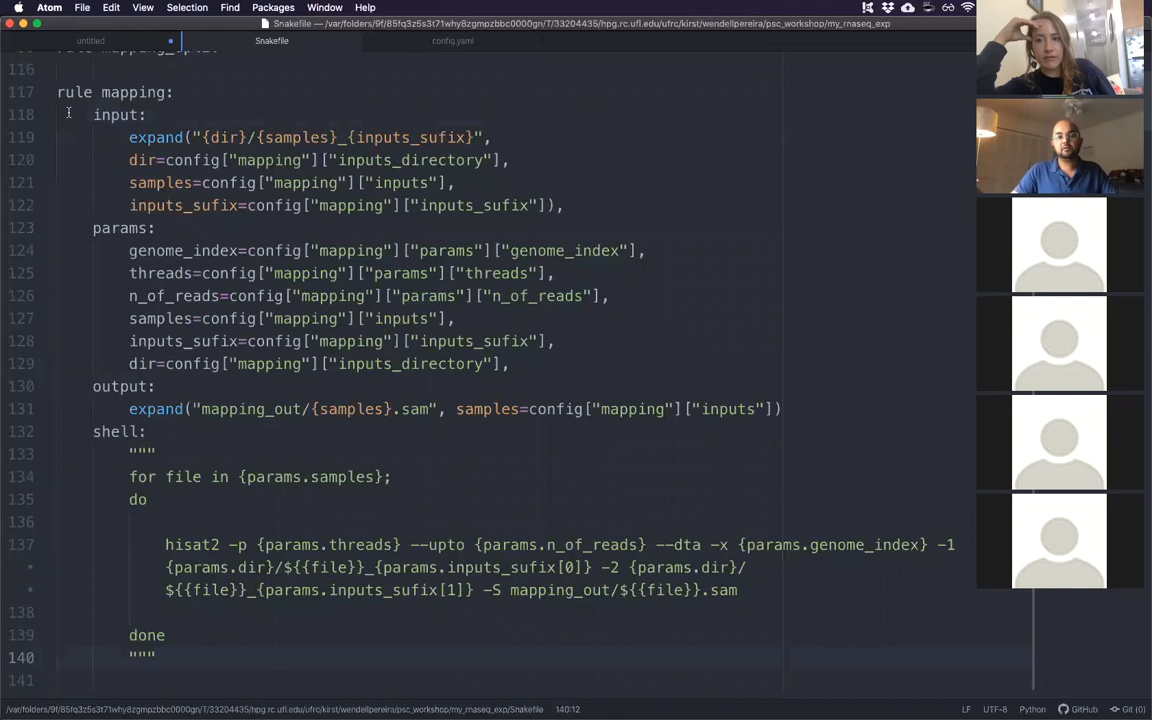 Atom File Edit View Selection Find Packages Window Help
Snakefile — /var/folders/9f/85fq3z5s3t71why8zgmpzbbc0000gn/T/33204435/hpg.rc.ufl.edu/ufrc/kirst/wendellpereira/psc_workshop/my_rnaseq_exp
untitled Snakefile config.yaml
116
117 rule mapping:
118 input:
119 expand("{dir}/{samples}_{inputs_sufix}",
120 dir=config["mapping"]["inputs_directory"],
121 samples=config["mapping"]["inputs"],
122 inputs_sufix=config["mapping"]["inputs_sufix"]),
123 params:
124 genome_index=config["mapping"]["params"]["genome_index"],
125 threads=config["mapping"]["params"]["threads"],
126 n_of_reads=config["mapping"]["params"]["n_of_reads"],
127 samples=config["mapping"]["inputs"],
128 inputs_sufix=config["mapping"]["inputs_sufix"],
129 dir=config["mapping"]["inputs_directory"],
130 output:
131 expand("mapping_out/{samples}.sam", samples=config["mapping"]["inputs"])
132 shell:
133 """
134 for file in {params.samples};
135 do
136
137 hisat2 -p {params.threads} --upto {params.n_of_reads} --dta -x {params.genome_index} -1
• {params.dir}/${{file}}_{params.inputs_sufix[0]} -2 {params.dir}/
• ${{file}}_{params.inputs_sufix[1]} -S mapping_out/${{file}}.sam
138
139 done
140 """
141
/var/folders/9f/85fq3z5s3t71why8zgmpzbbc0000gn/T/33204435/hpg.rc.ufl.edu/ufrc/kirst/wendellpereira/psc_workshop/my_rnaseq_exp/Snakefile 140:12 LF UTF-8 Python GitHub Git (0)